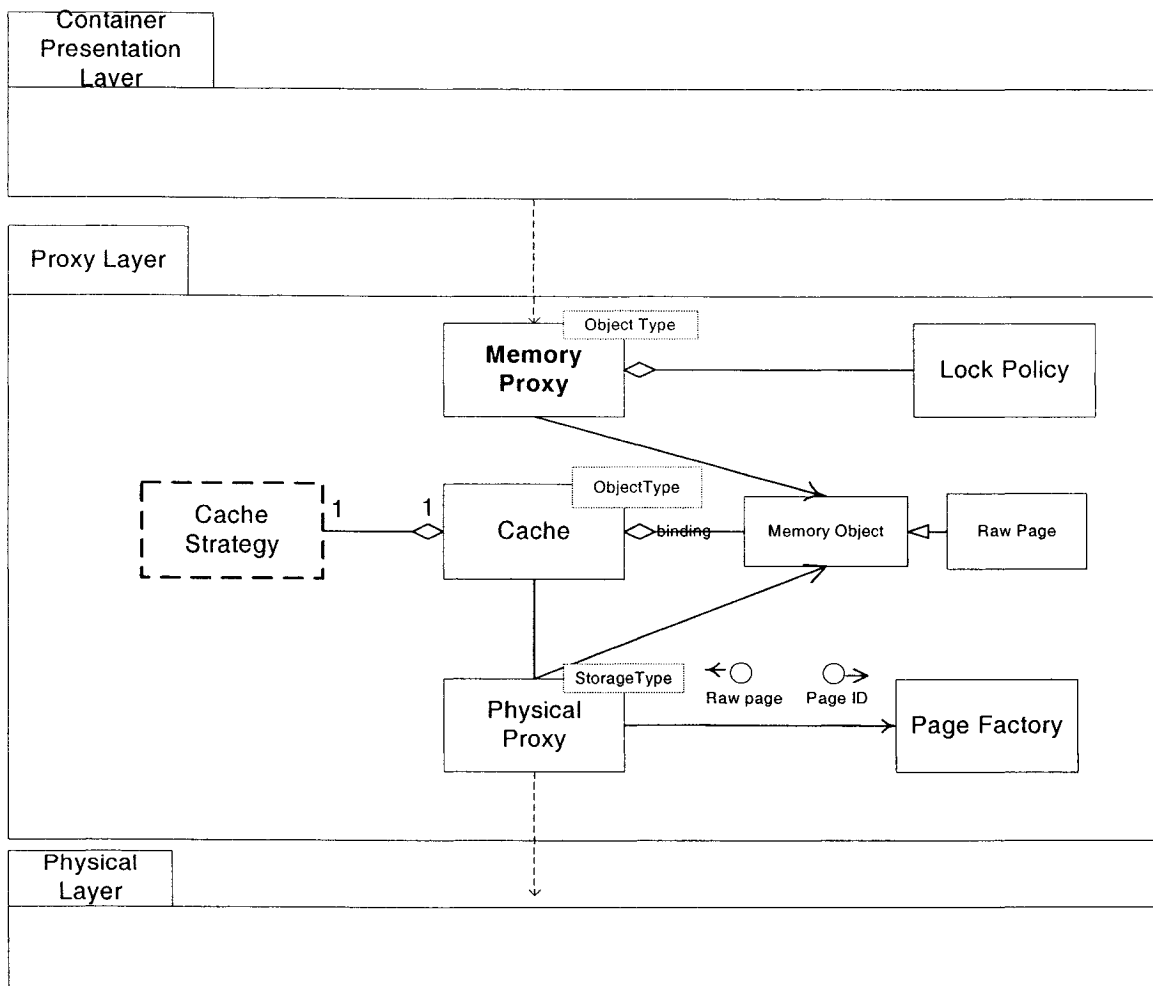 Container
Presentation
Layer
Proxy Layer
Object Type
Memory
Proxy
Lock Policy
ObjectType
Cache
Strategy
1
1
Cache
binding
Memory Object
Raw Page
StorageType
Raw page
Page ID
Physical
Proxy
Page Factory
Physical
Layer